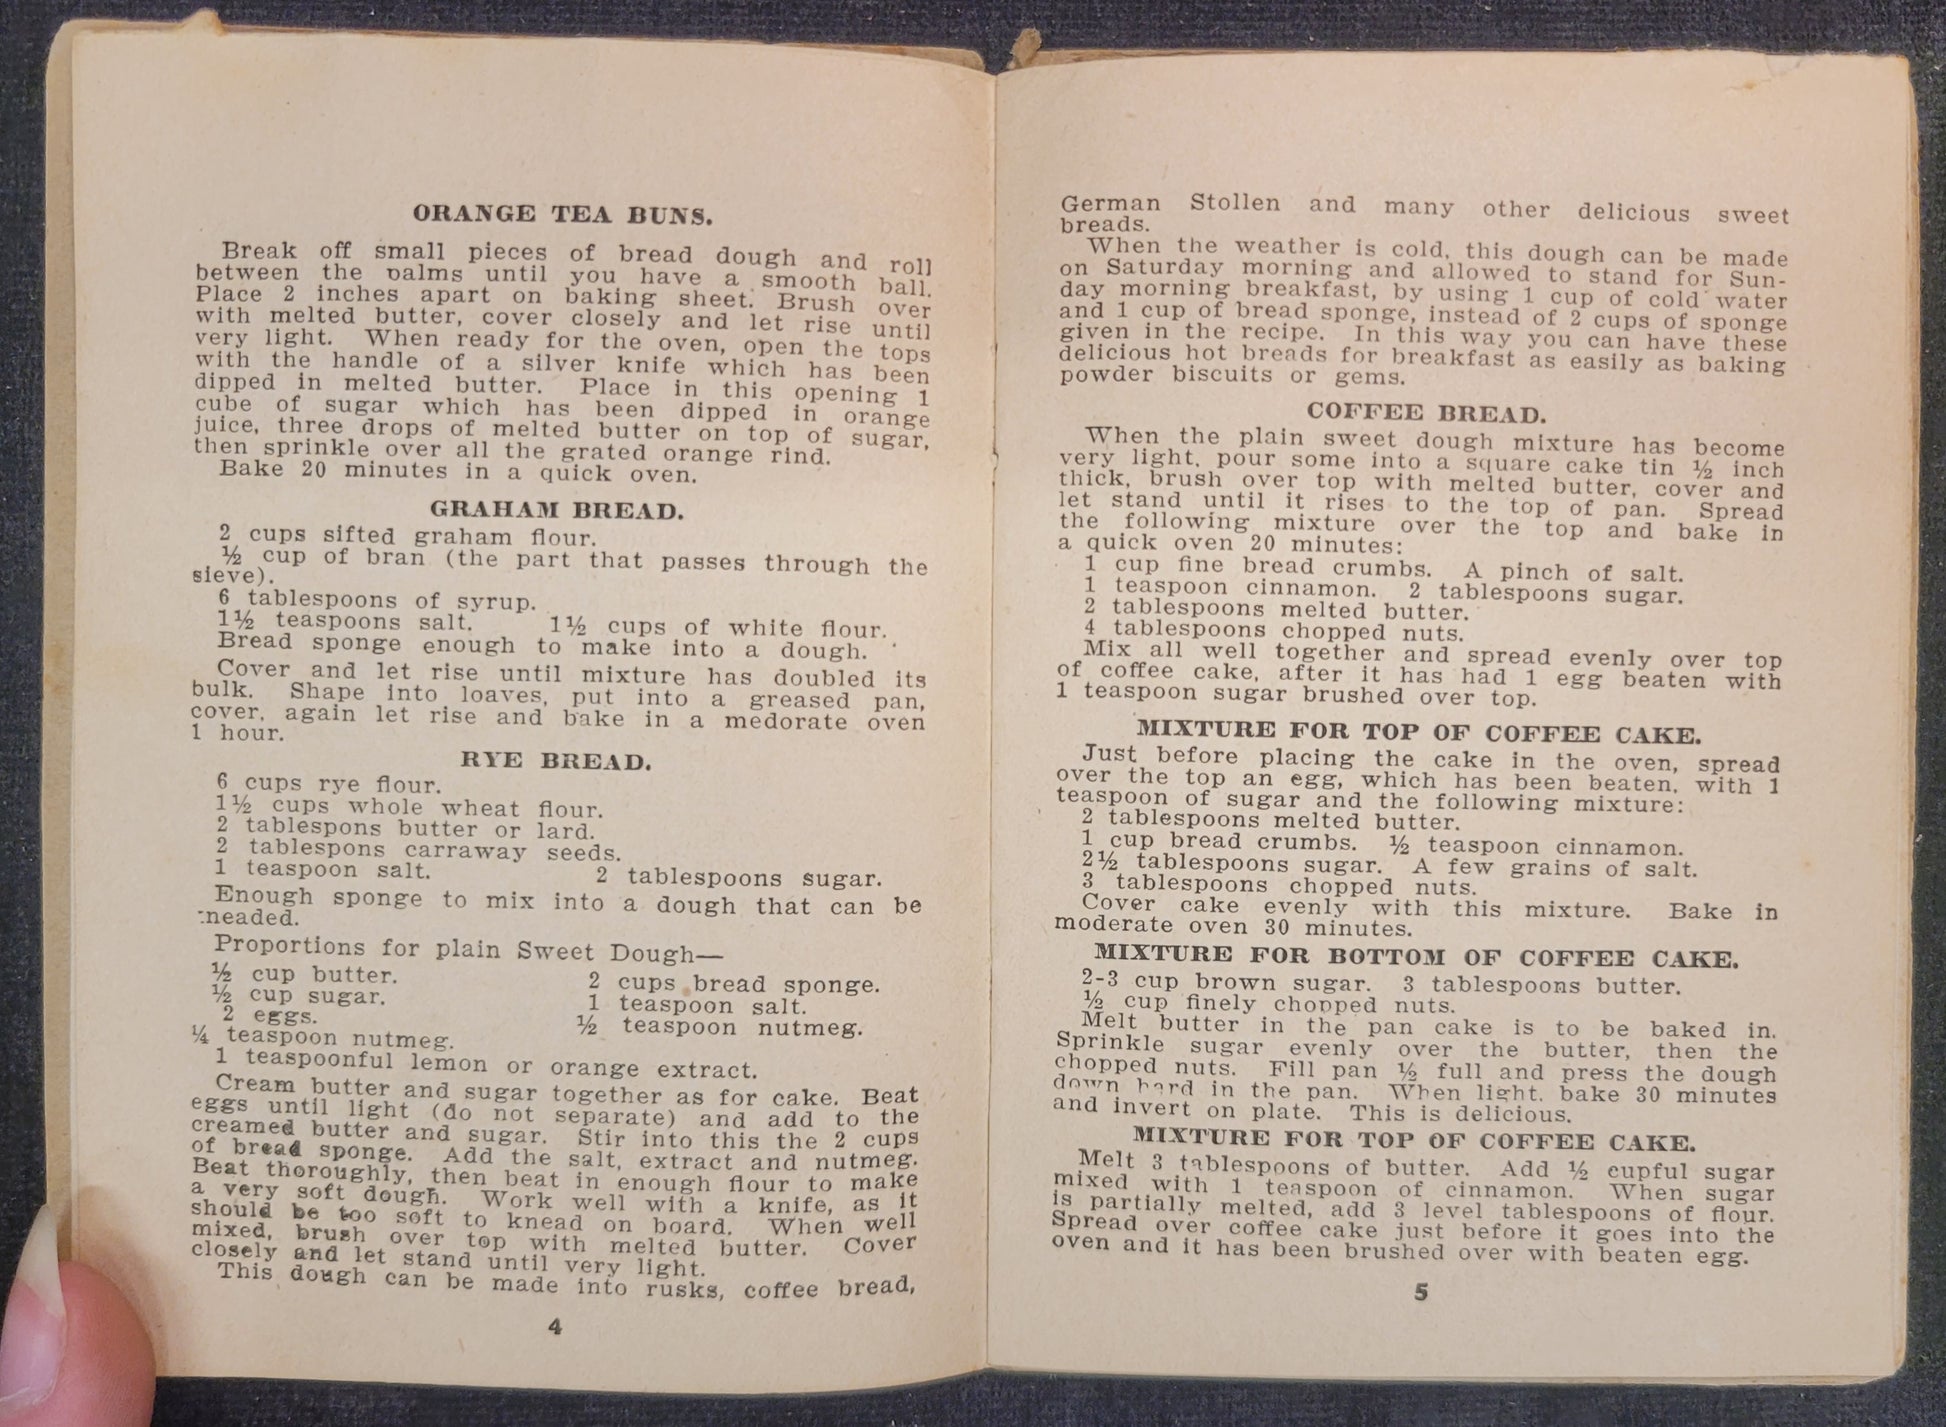 ORANGE TEA BUNS.
Break off small pieces of bread dough and roll
between the palms until you have a smooth ball.
Place 2 inches apart on baking sheet. Brush over
with melted butter, cover closely and let rise until
very light. When ready for the oven, open the tops
with the handle of a silver knife which has been
dipped in melted butter. Place in this opening 1
cube of sugar which has been dipped in orange
juice, three drops of melted butter on top of sugar,
then sprinkle over all the grated orange rind.
Bake 20 minutes in a quick oven.
GRAHAM BREAD.
2 cups sifted graham flour.
½ cup of bran (the part that passes through the
sieve).
6 tablespoons of syrup.
1½ teaspoons salt. 1½ cups of white flour.
Bread sponge enough to make into a dough.
Cover and let rise until mixture has doubled its
bulk. Shape into loaves, put into a greased pan,
cover, again let rise and bake in a medorate oven
1 hour.
RYE BREAD.
6 cups rye flour.
1½ cups whole wheat flour.
2 tablespons butter or lard.
2 tablespons carraway seeds.
1 teaspoon salt. 2 tablespoons sugar.
Enough sponge to mix into a dough that can be
kneaded.
Proportions for plain Sweet Dough—
½ cup butter. 2 cups bread sponge.
½ cup sugar. 1 teaspoon salt.
2 eggs. ½ teaspoon nutmeg.
¼ teaspoon nutmeg.
1 teaspoonful lemon or orange extract.
Cream butter and sugar together as for cake. Beat
eggs until light (do not separate) and add to the
creamed butter and sugar. Stir into this the 2 cups
of bread sponge. Add the salt, extract and nutmeg.
Beat thoroughly, then beat in enough flour to make
a very soft dough. Work well with a knife, as it
should be too soft to knead on board. When well
mixed, brush over top with melted butter. Cover
closely and let stand until very light.
This dough can be made into rusks, coffee bread,
4
German Stollen and many other delicious sweet
breads.
When the weather is cold, this dough can be made
on Saturday morning and allowed to stand for Sun-
day morning breakfast, by using 1 cup of cold water
and 1 cup of bread sponge, instead of 2 cups of sponge
given in the recipe. In this way you can have these
delicious hot breads for breakfast as easily as baking
powder biscuits or gems.
COFFEE BREAD.
When the plain sweet dough mixture has become
very light, pour some into a square cake tin ½ inch
thick, brush over top with melted butter, cover and
let stand until it rises to the top of pan. Spread
the following mixture over the top and bake in
a quick oven 20 minutes:
1 cup fine bread crumbs. A pinch of salt.
1 teaspoon cinnamon. 2 tablespoons sugar.
2 tablespoons melted butter.
4 tablespoons chopped nuts.
Mix all well together and spread evenly over top
of coffee cake, after it has had 1 egg beaten with
1 teaspoon sugar brushed over top.
MIXTURE FOR TOP OF COFFEE CAKE.
Just before placing the cake in the oven, spread
over the top an egg, which has been beaten, with 1
teaspoon of sugar and the following mixture:
2 tablespoons melted butter.
1 cup bread crumbs. ½ teaspoon cinnamon.
2½ tablespoons sugar. A few grains of salt.
3 tablespoons chopped nuts.
Cover cake evenly with this mixture. Bake in
moderate oven 30 minutes.
MIXTURE FOR BOTTOM OF COFFEE CAKE.
2-3 cup brown sugar. 3 tablespoons butter.
½ cup finely chopped nuts.
Melt butter in the pan cake is to be baked in.
Sprinkle sugar evenly over the butter, then the
chopped nuts. Fill pan ½ full and press the dough
down hard in the pan. When light, bake 30 minutes
and invert on plate. This is delicious.
MIXTURE FOR TOP OF COFFEE CAKE.
Melt 3 tablespoons of butter. Add ½ cupful sugar
mixed with 1 teaspoon of cinnamon. When sugar
is partially melted, add 3 level tablespoons of flour.
Spread over coffee cake just before it goes into the
oven and it has been brushed over with beaten egg.
5